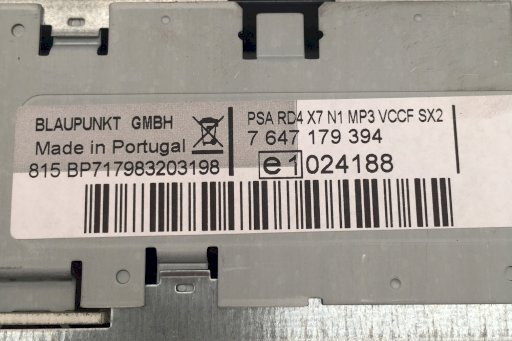 BLAUPUNKT GMBH
Made in Portugal
815 BP717983203198
PSA RD4 X7 N1 MP3 VCCF SX2
7 647 179 394
e1 024188